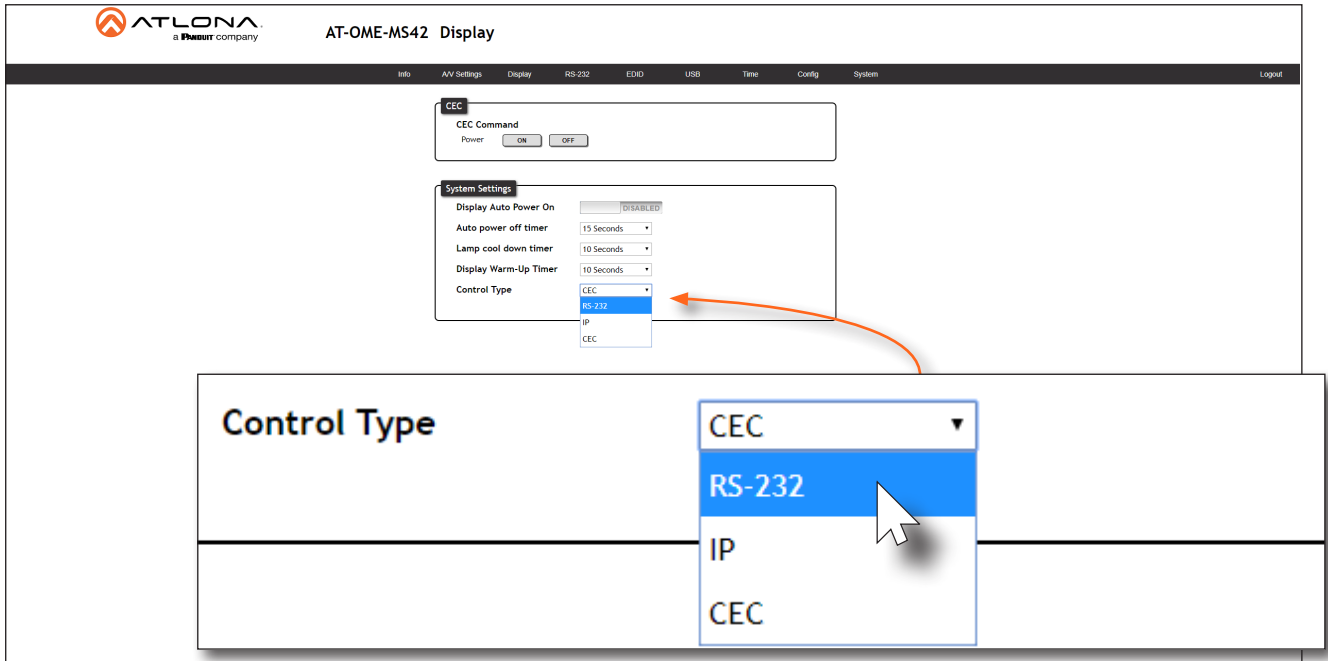 ATLONA.
a PANDUIT company
AT-OME-MS42 Display
Info A/V Settings Display RS-232 EDID USB Time Config System Logout
CEC
CEC Command
Power ON OFF
System Settings
Display Auto Power On DISABLED
Auto power off timer 15 Seconds
Lamp cool down timer 10 Seconds
Display Warm-Up Timer 10 Seconds
Control Type CEC
RS-232
IP
CEC
Control Type CEC
RS-232
IP
CEC